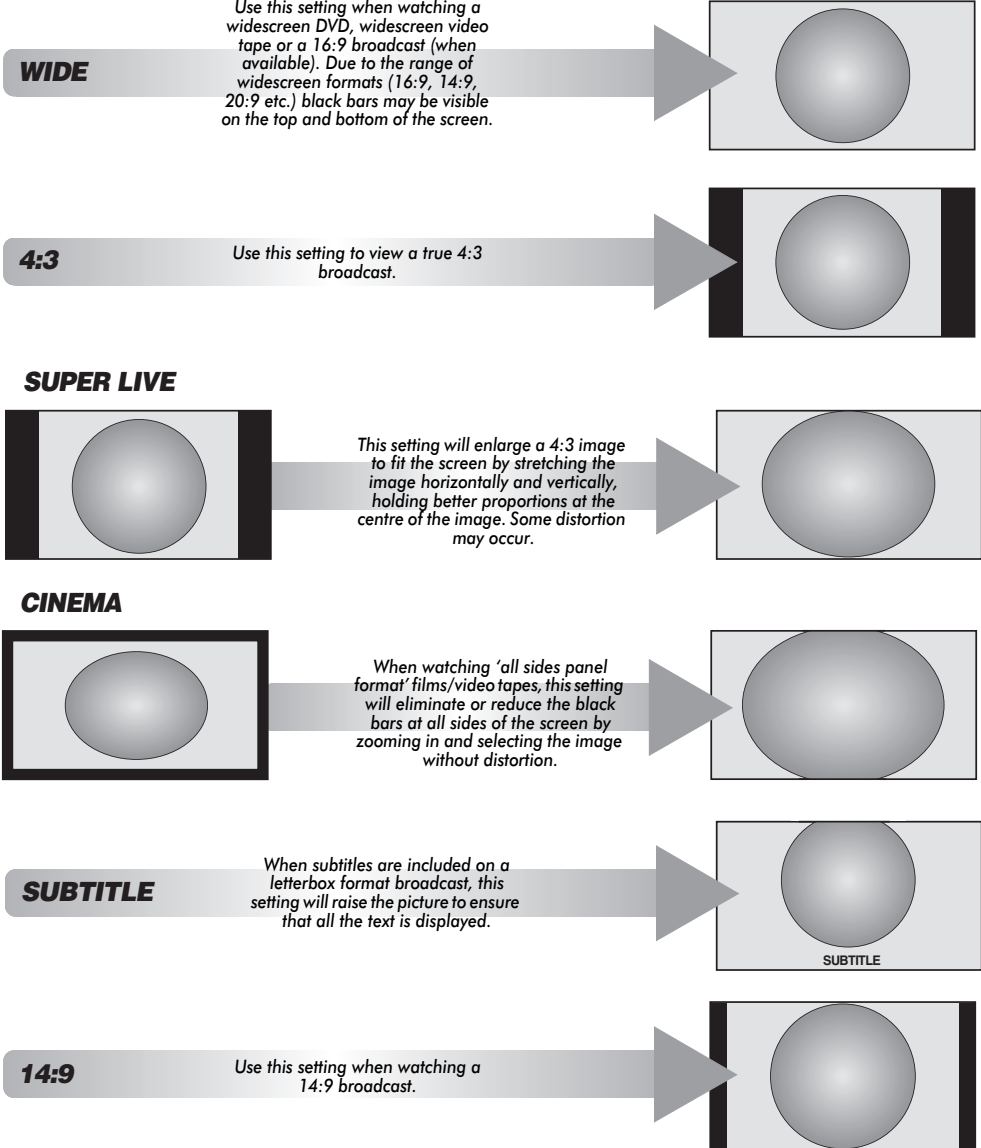 Use this setting when watching a
widescreen DVD, widescreen video
tape or a 16:9 broadcast (when
available). Due to the range of
widescreen formats (16:9, 14:9,
20:9 etc.) black bars may be visible
on the top and bottom of the screen.
WIDE
4:3
Use this setting to view a true 4:3
broadcast.
SUPER LIVE
This setting will enlarge a 4:3 image
to fit the screen by stretching the
image horizontally and vertically,
holding better proportions at the
centre of the image. Some distortion
may occur.
CINEMA
When watching ‘all sides panel
format’ films/video tapes, this setting
will eliminate or reduce the black
bars at all sides of the screen by
zooming in and selecting the image
without distortion.
SUBTITLE
When subtitles are included on a
letterbox format broadcast, this
setting will raise the picture to ensure
that all the text is displayed.
SUBTITLE
14:9
Use this setting when watching a
14:9 broadcast.